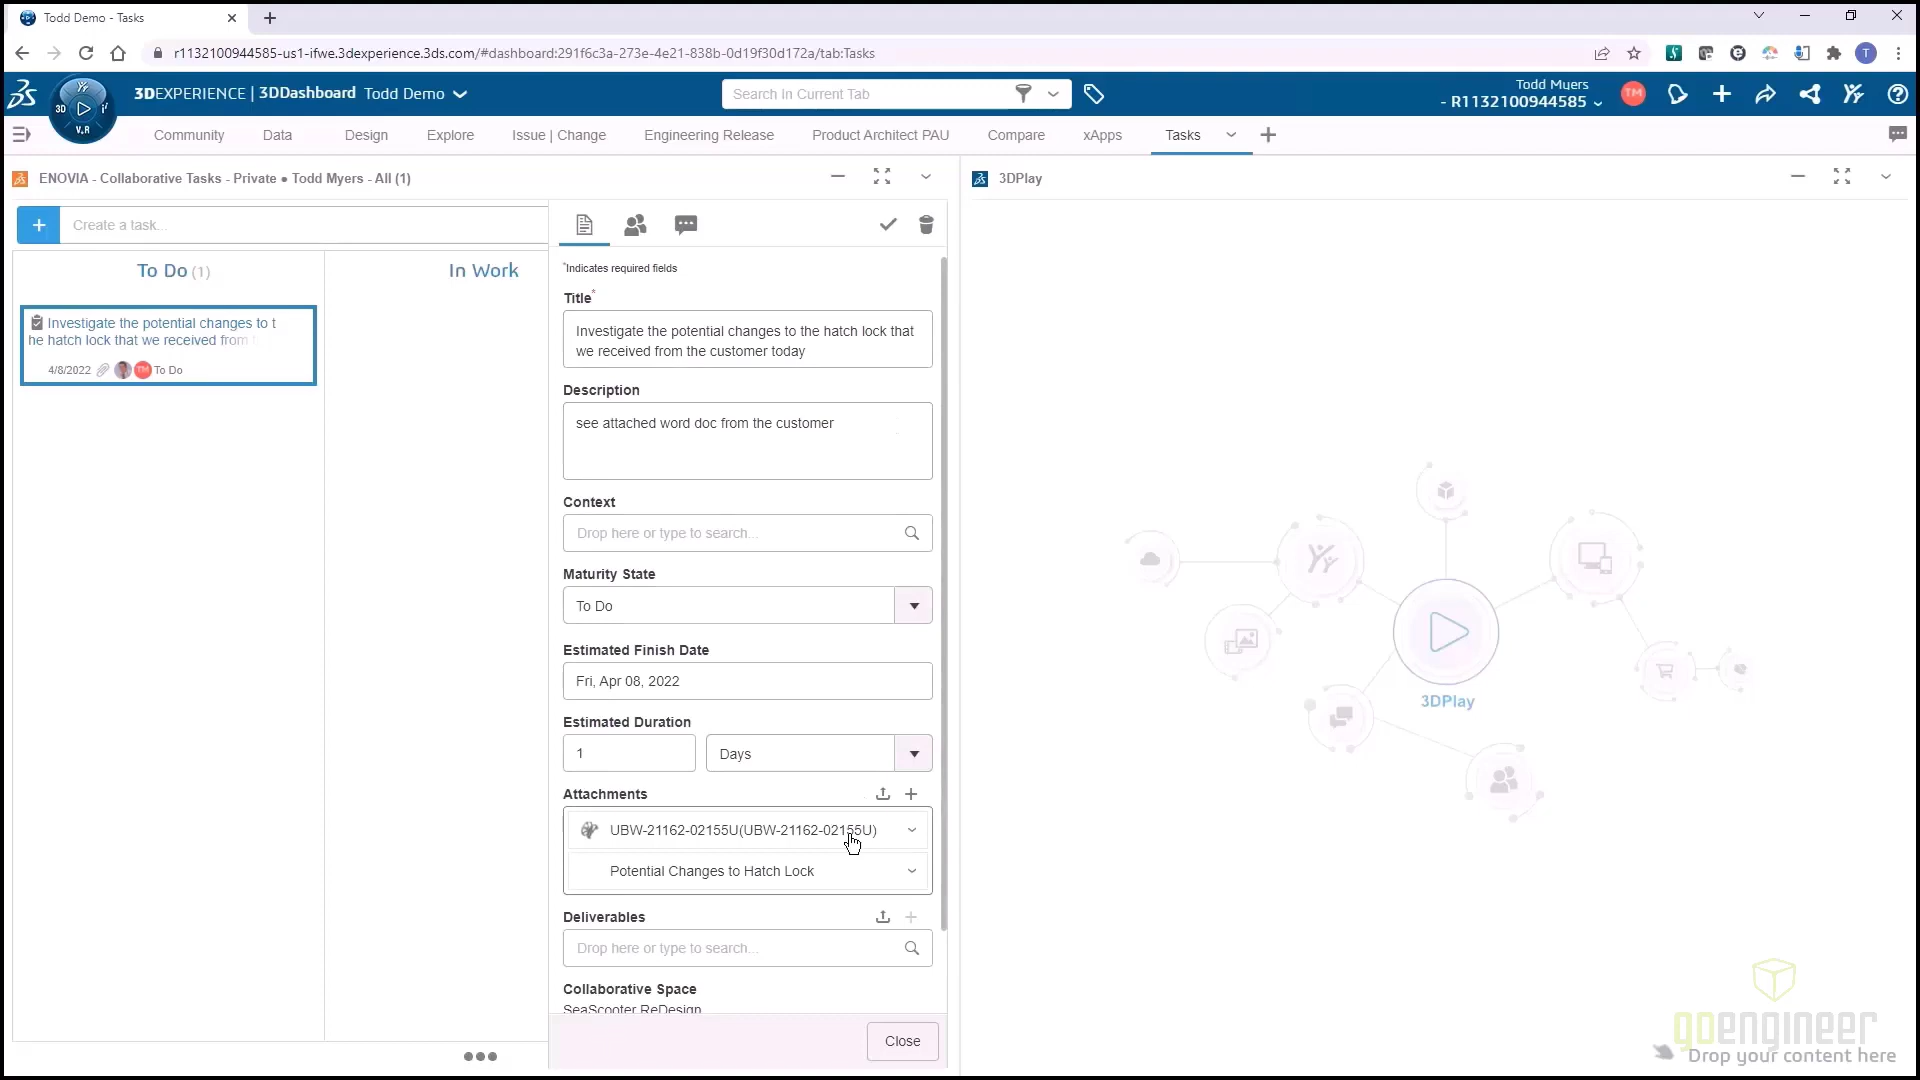 Todd Demo - Tasks
r1132100944585-us1-ifwe.3dexperience.3ds.com/#dashboard:291f6c3a-273e-4e21-838b-0d19f30d172a/tab:Tasks
T
3D
V.R
3DEXPERIENCE | 3DDashboard Todd Demo
Search In Current Tab
Todd Myers
- R1132100944585
TM
Community
Data
Design
Explore
Issue | Change
Engineering Release
Product Architect PAU
Compare
xApps
Tasks
ENOVIA - Collaborative Tasks - Private ● Todd Myers - All (1)
3DPlay
Create a task...
To Do (1)
In Work
Investigate the potential changes to t
he hatch lock that we received from
4/8/2022
TM
To Do
*Indicates required fields
Title*
Investigate the potential changes to the hatch lock that
we received from the customer today
Description
see attached word doc from the customer
Context
Drop here or type to search...
Maturity State
To Do
Estimated Finish Date
Fri, Apr 08, 2022
Estimated Duration
1
Days
Attachments
UBW-21162-02155U(UBW-21162-02155U)
Potential Changes to Hatch Lock
Deliverables
Drop here or type to search...
Collaborative Space
SeaScooter ReDesign
Close
3DPlay
goengineer
Drop your content here